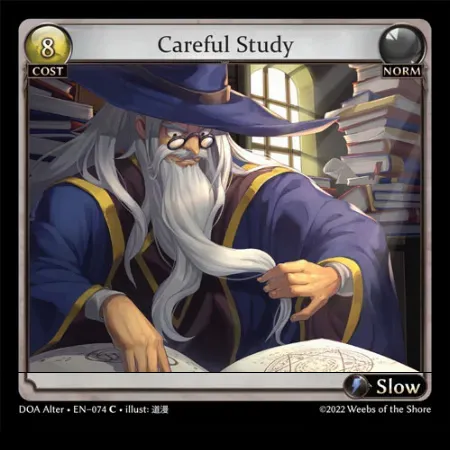 8
Careful Study
COST
NORM
Slow
DOA Alter • EN-074 C • illust: 道漫
©2022 Weebs of the Shore